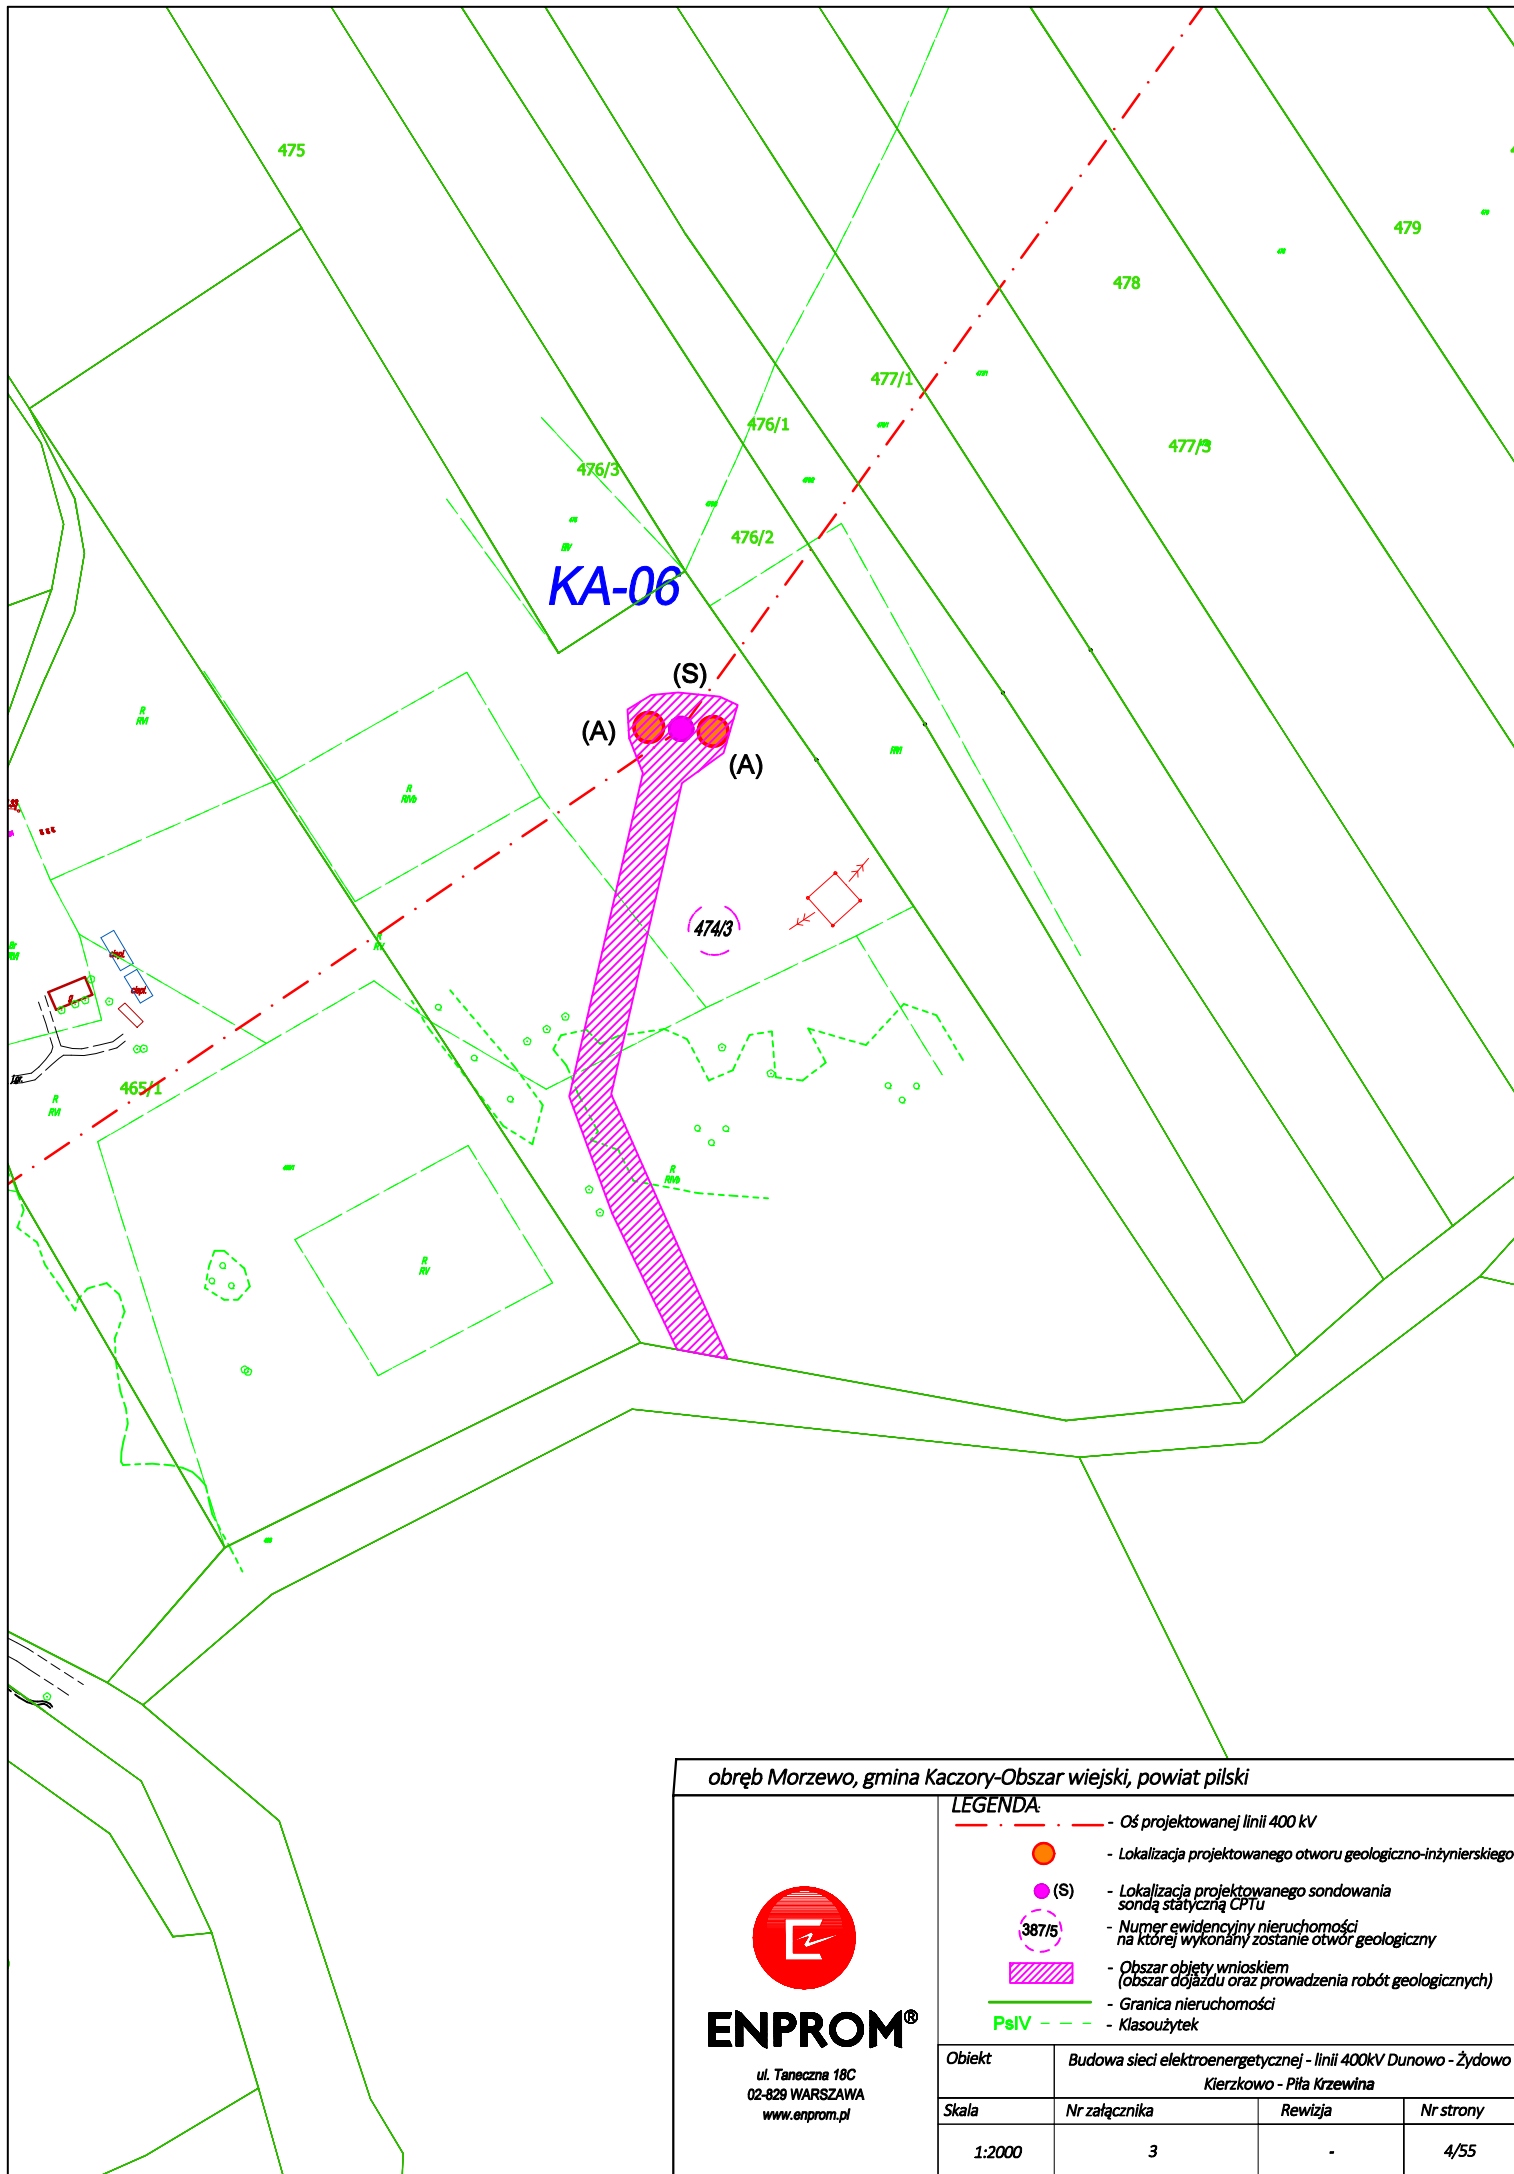 475
479
478
477/1
476/1
477/3
476/3
476/2
KA-06
(S)
(A)
(A)
R
RVI
R
RVI
474/3
R
RV
465/1
R
RVI
R
R
RV
obręb Morzewo, gmina Kaczory-Obszar wiejski, powiat pilski
LEGENDA:
- Oś projektowanej linii 400 kV
- Lokalizacja projektowanego otworu geologiczno-inżynierskiego
(S) - Lokalizacja projektowanego sondowania
sondą statyczną CPTu
387/5 - Numer ewidencyjny nieruchomości
na której wykonany zostanie otwór geologiczny
- Obszar objęty wnioskiem
(obszar dojazdu oraz prowadzenia robót geologicznych)
- Granica nieruchomości
PsIV - Klasoużytek
ENPROM®
ul. Taneczna 18C
02-829 WARSZAWA
www.enprom.pl
Obiekt
Budowa sieci elektroenergetycznej - linii 400kV Dunowo - Żydowo
Kierzkowo - Piła Krzewina
Skala Nr załącznika Rewizja Nr strony
1:2000 3 - 4/55